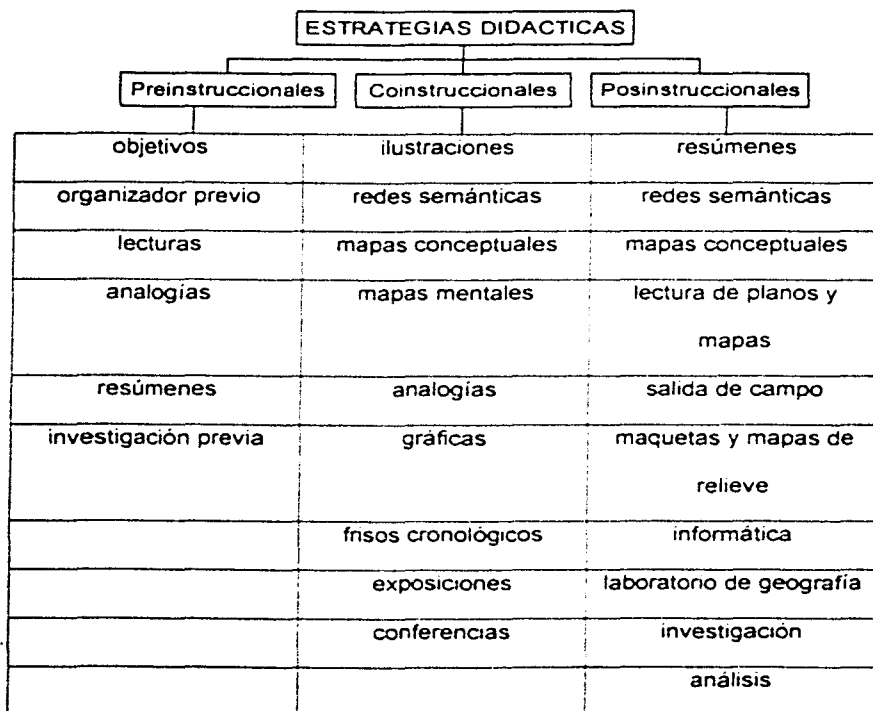 ESTRATEGIAS DIDACTICAS
Preinstruccionales Coinstruccionales Posinstruccionales
objetivos ilustraciones resúmenes
organizador previo redes semánticas redes semánticas
lecturas mapas conceptuales mapas conceptuales
analogías mapas mentales lectura de planos y
mapas
resúmenes analogías salida de campo
investigación previa gráficas maquetas y mapas de
relieve
frisos cronológicos informática
exposiciones laboratorio de geografía
conferencias investigación
análisis